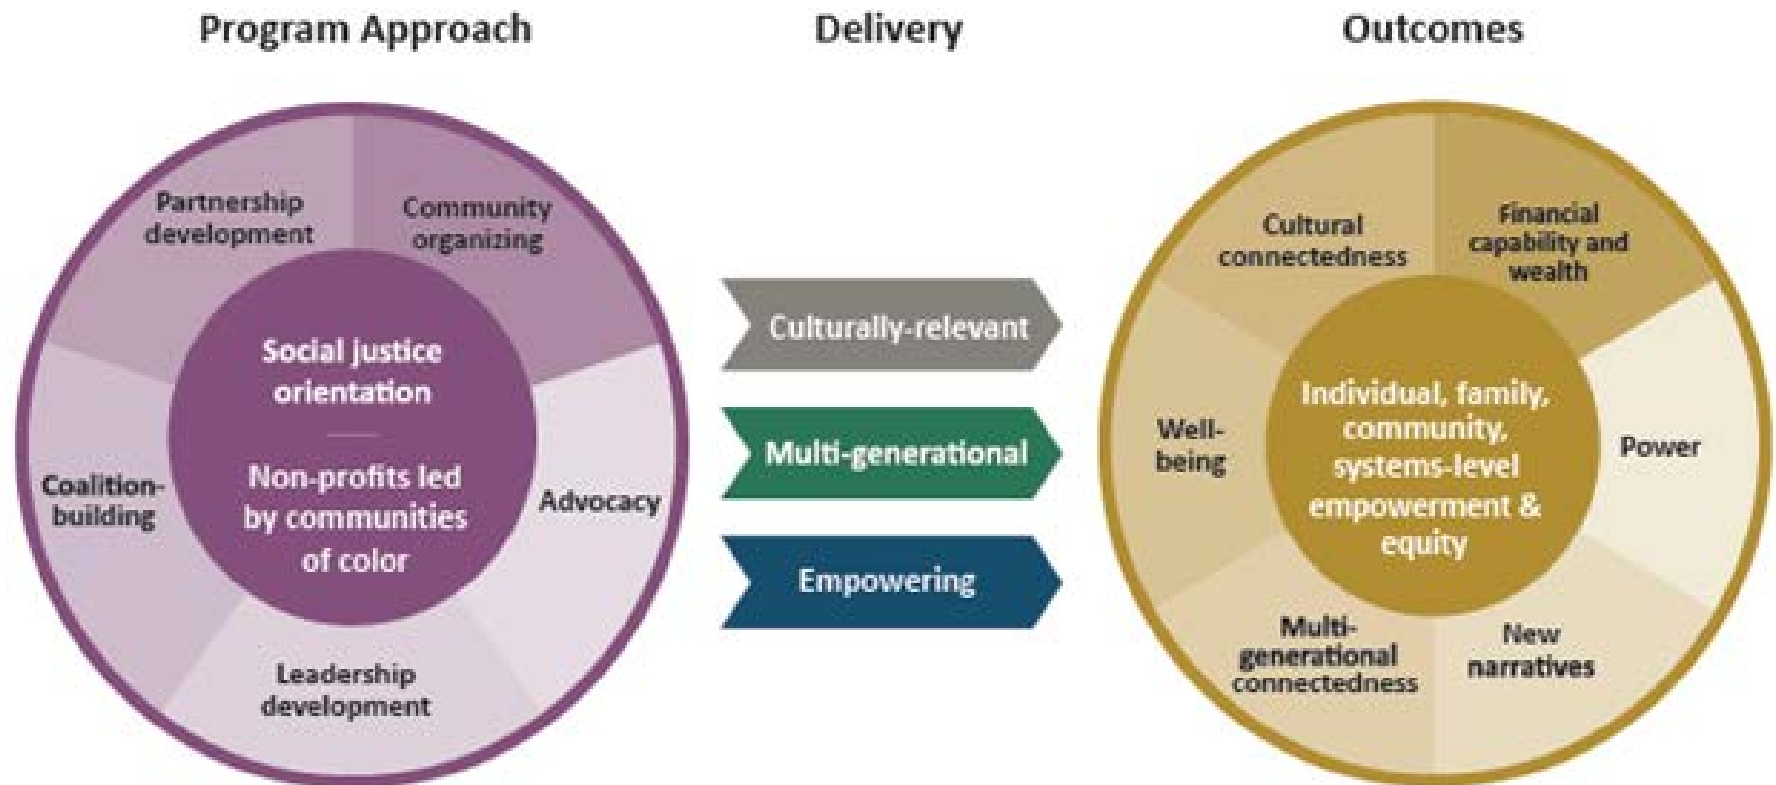 Program Approach
Delivery
Outcomes
Partnership
development
Community
organizing
Social justice
orientation
Non-profits led
by communities
of color
Coalition-
building
Advocacy
Leadership
development
Culturally-relevant
Multi-generational
Empowering
Cultural
connectedness
Financial
capability and
wealth
Well-
being
Individual, family,
community,
systems-level
empowerment &
equity
Power
Multi-
generational
connectedness
New
narratives